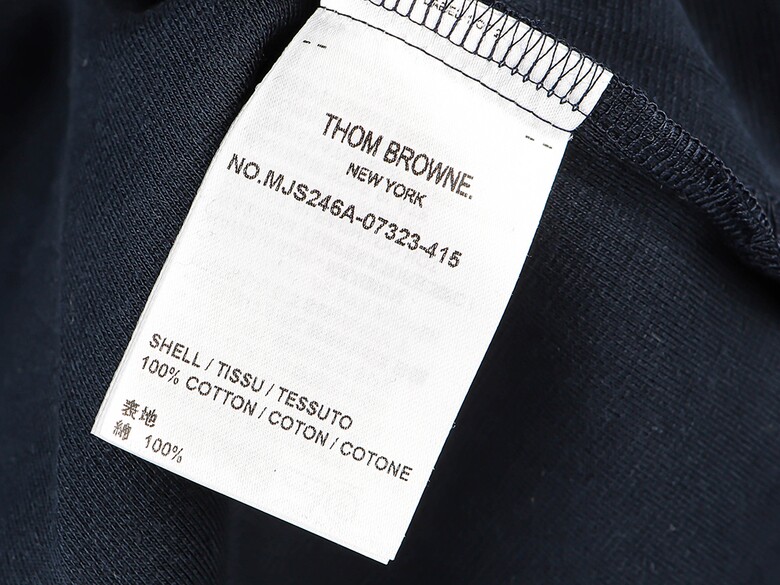 THOM BROWNE.
NEW YORK
NO.MJS246A-07323-415
SHELL / TISSU / TESSUTO
100% COTTON / COTON / COTONE
表地
綿 100%